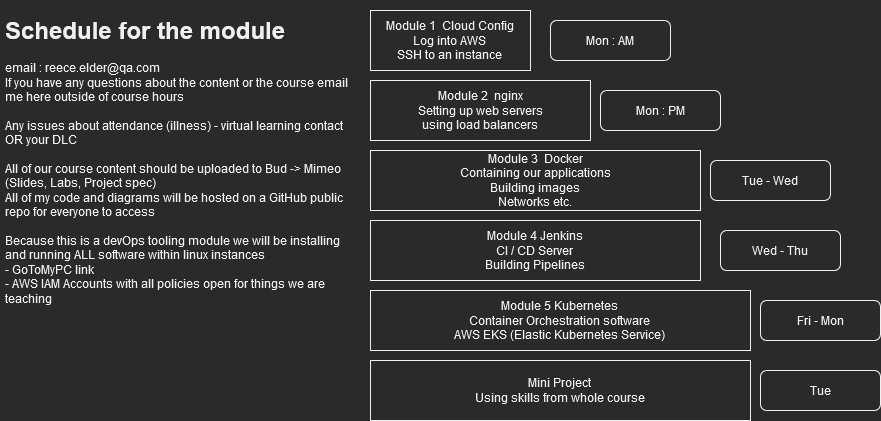 Schedule for the module
email : reece.elder@qa.com
If you have any questions about the content or the course email
me here outside of course hours
Any issues about attendance (illness) - virtual learning contact
OR your DLC
All of our course content should be uploaded to Bud -> Mimeo
(Slides, Labs, Project spec)
All of my code and diagrams will be hosted on a GitHub public
repo for everyone to access
Because this is a devOps tooling module we will be installing
and running ALL software within linux instances
- GoToMyPC link
- AWS IAM Accounts with all policies open for things we are
teaching
Module 1  Cloud Config
Log into AWS
SSH to an instance
Mon : AM
Module 2  nginx
Setting up web servers
using load balancers
Mon : PM
Module 3  Docker
Containing our applications
Building images
Networks etc.
Tue - Wed
Module 4 Jenkins
CI / CD Server
Building Pipelines
Wed - Thu
Module 5 Kubernetes
Container Orchestration software
AWS EKS (Elastic Kubernetes Service)
Fri - Mon
Mini Project
Using skills from whole course
Tue